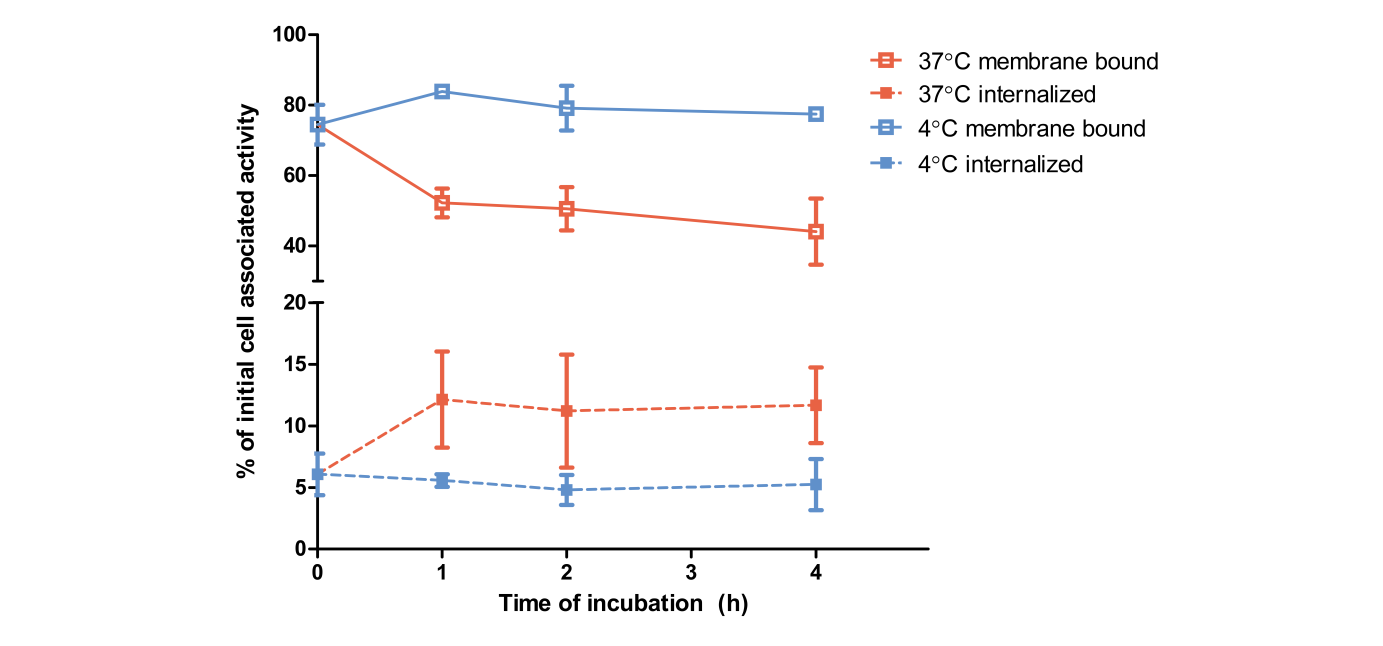 % of initial cell associated activity
100
80
60
40
20
15
10
5
0
0 1 2 3 4
Time of incubation (h)
37°C membrane bound
37°C internalized
4°C membrane bound
4°C internalized